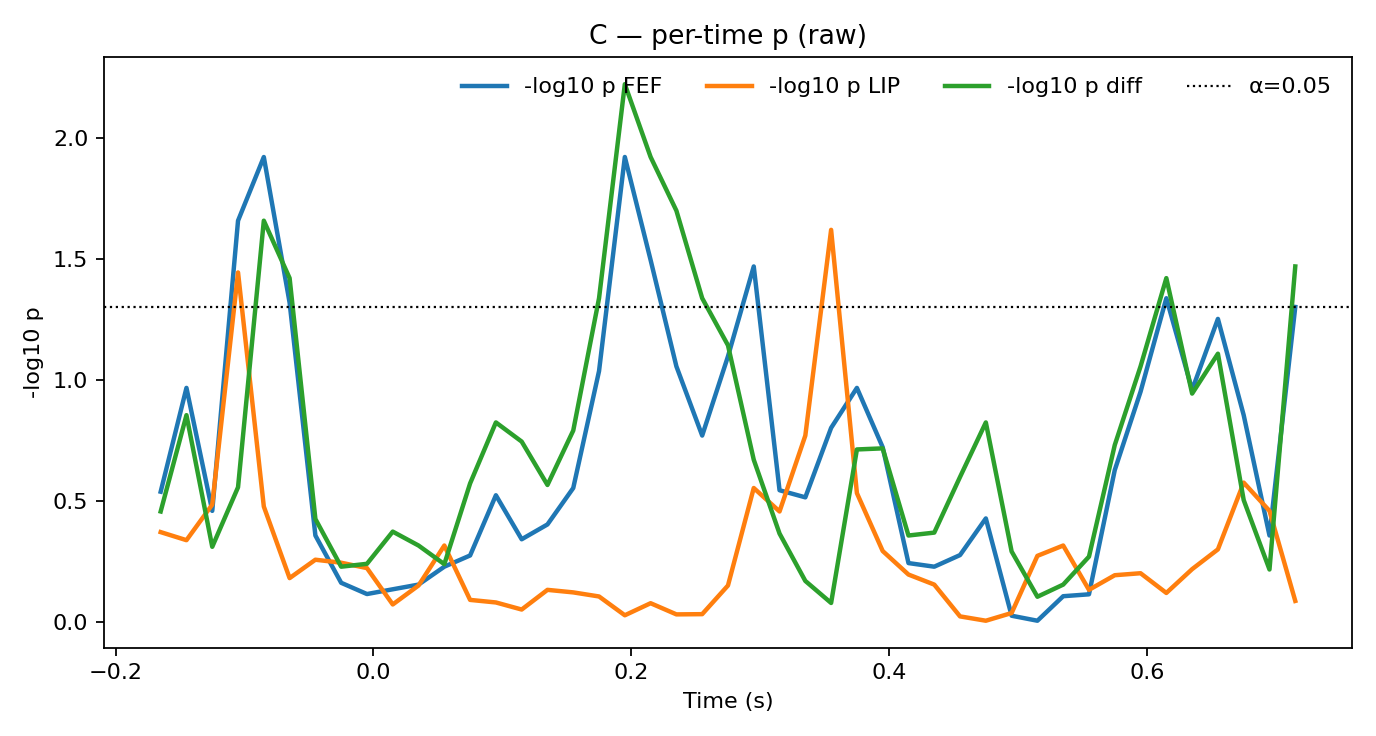 C — per-time p (raw)
-log10 p FEF
-log10 p LIP
-log10 p diff
α=0.05
-log10 p
2.0
1.5
1.0
0.5
0.0
−0.2
0.0
0.2
0.4
0.6
Time (s)